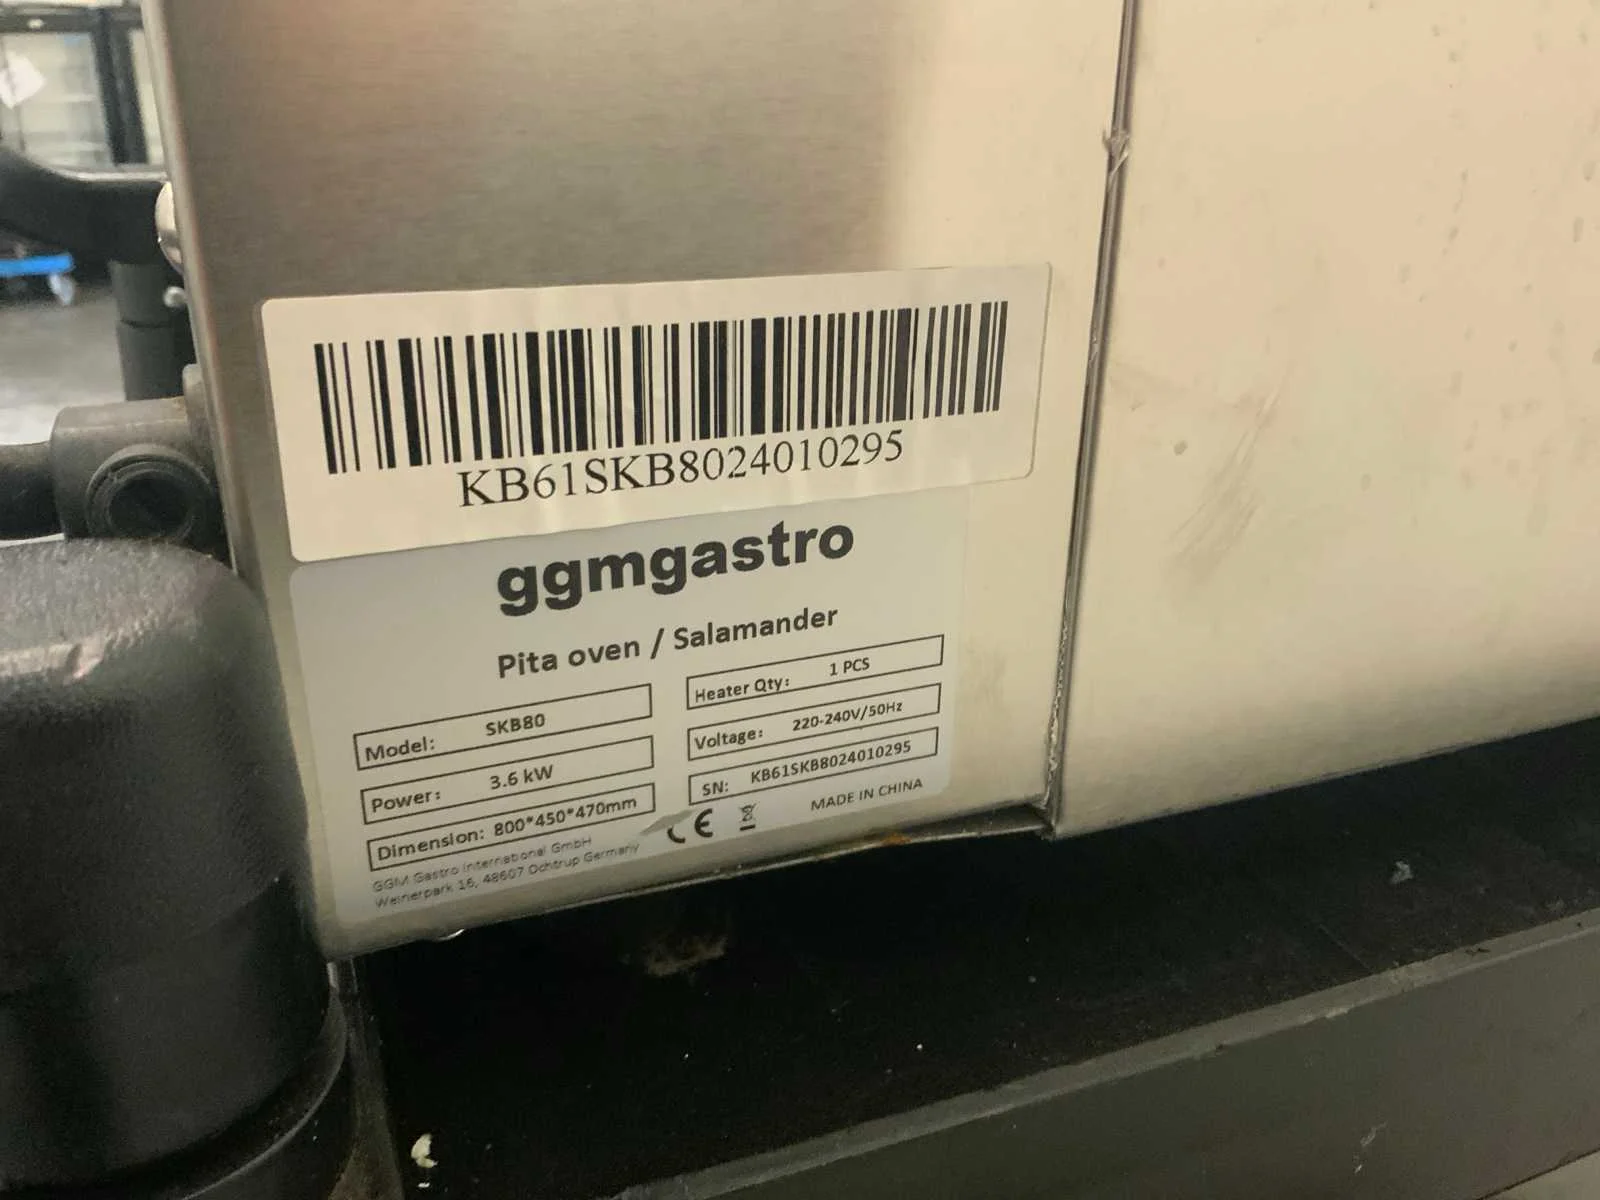 KB61SKB8024010295
ggmgastro
Pita oven / Salamander
Model: SKB80
Power: 3.6 kW
Dimension: 800*450*470mm
Heater Qty: 1 PCS
Voltage: 220-240V/50Hz
SN: KB61SKB8024010295
CE
MADE IN CHINA
GGM Gastro International GmbH
Weinerpark 16, 48607 Ochtrup Germany